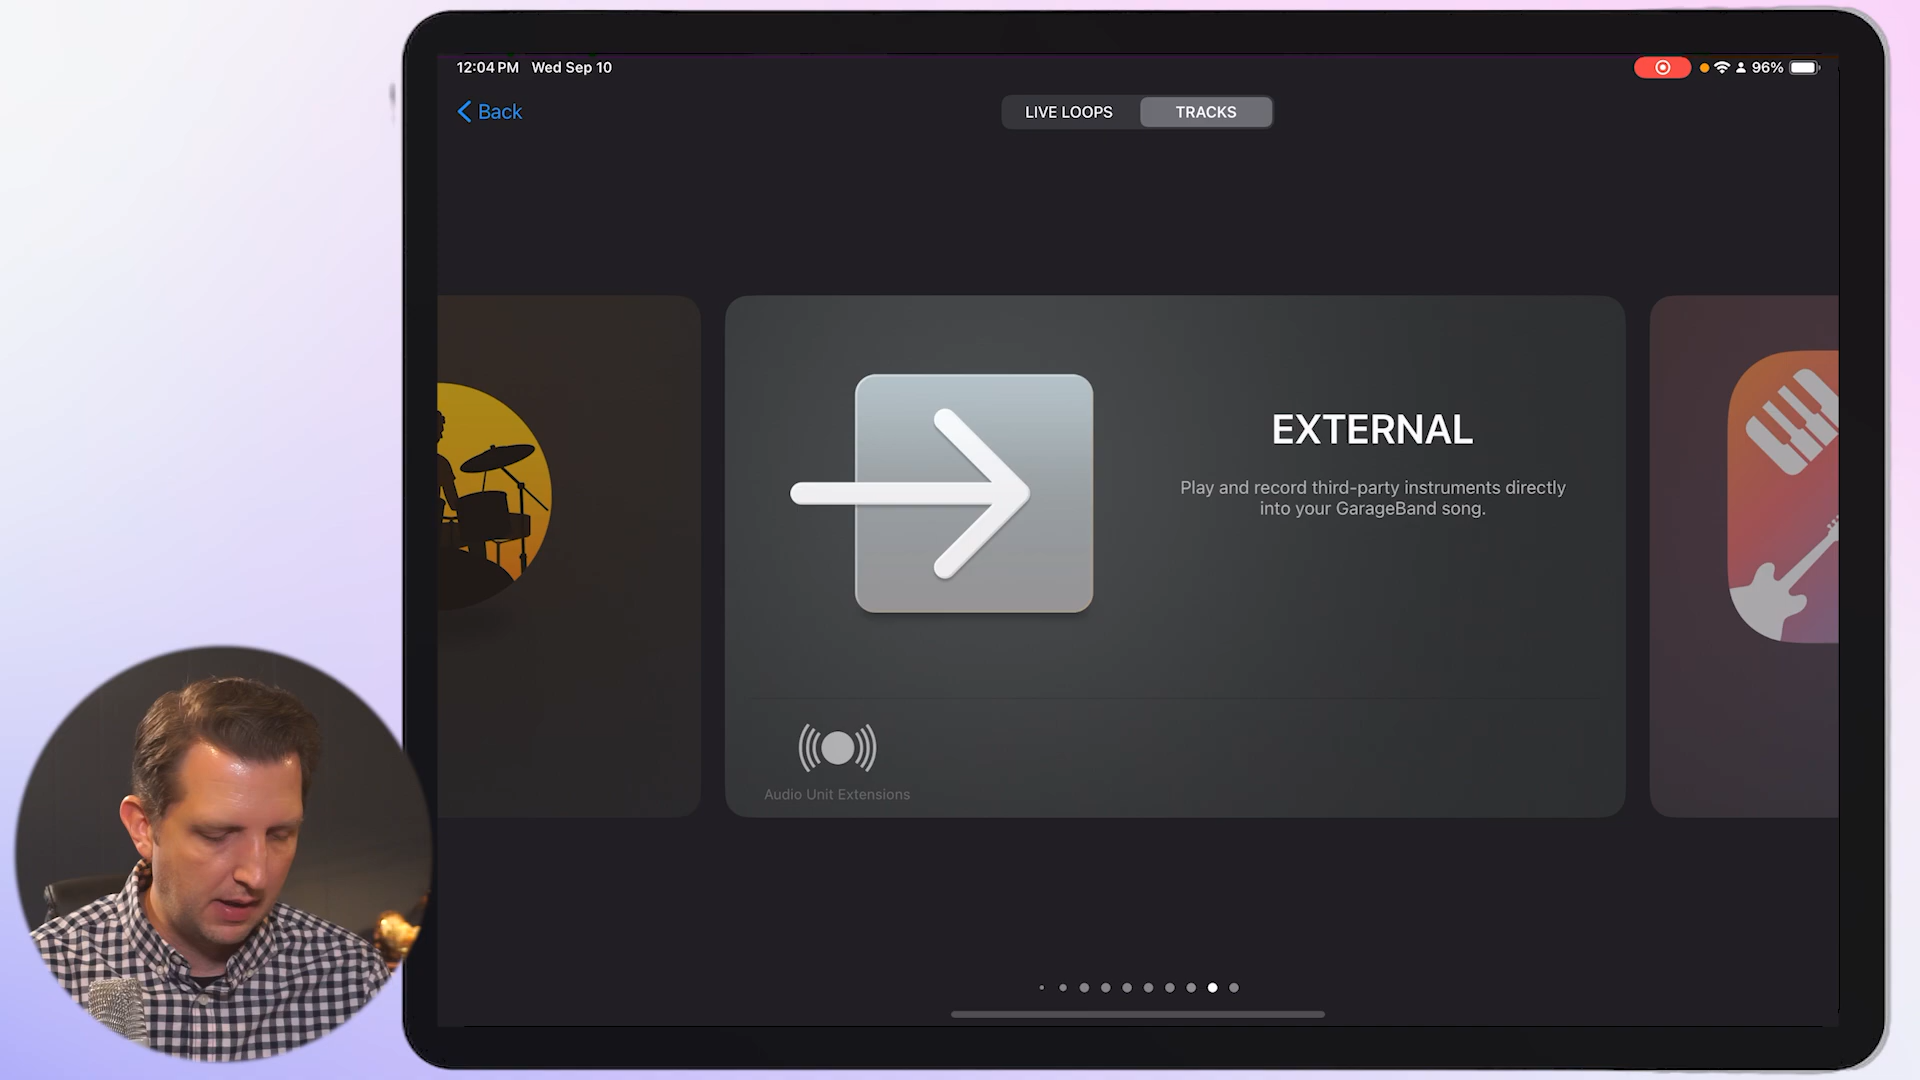 12:04 PM Wed Sep 10
96%
Back
LIVE LOOPS
TRACKS
EXTERNAL
Play and record third-party instruments directly
into your GarageBand song.
Audio Unit Extensions